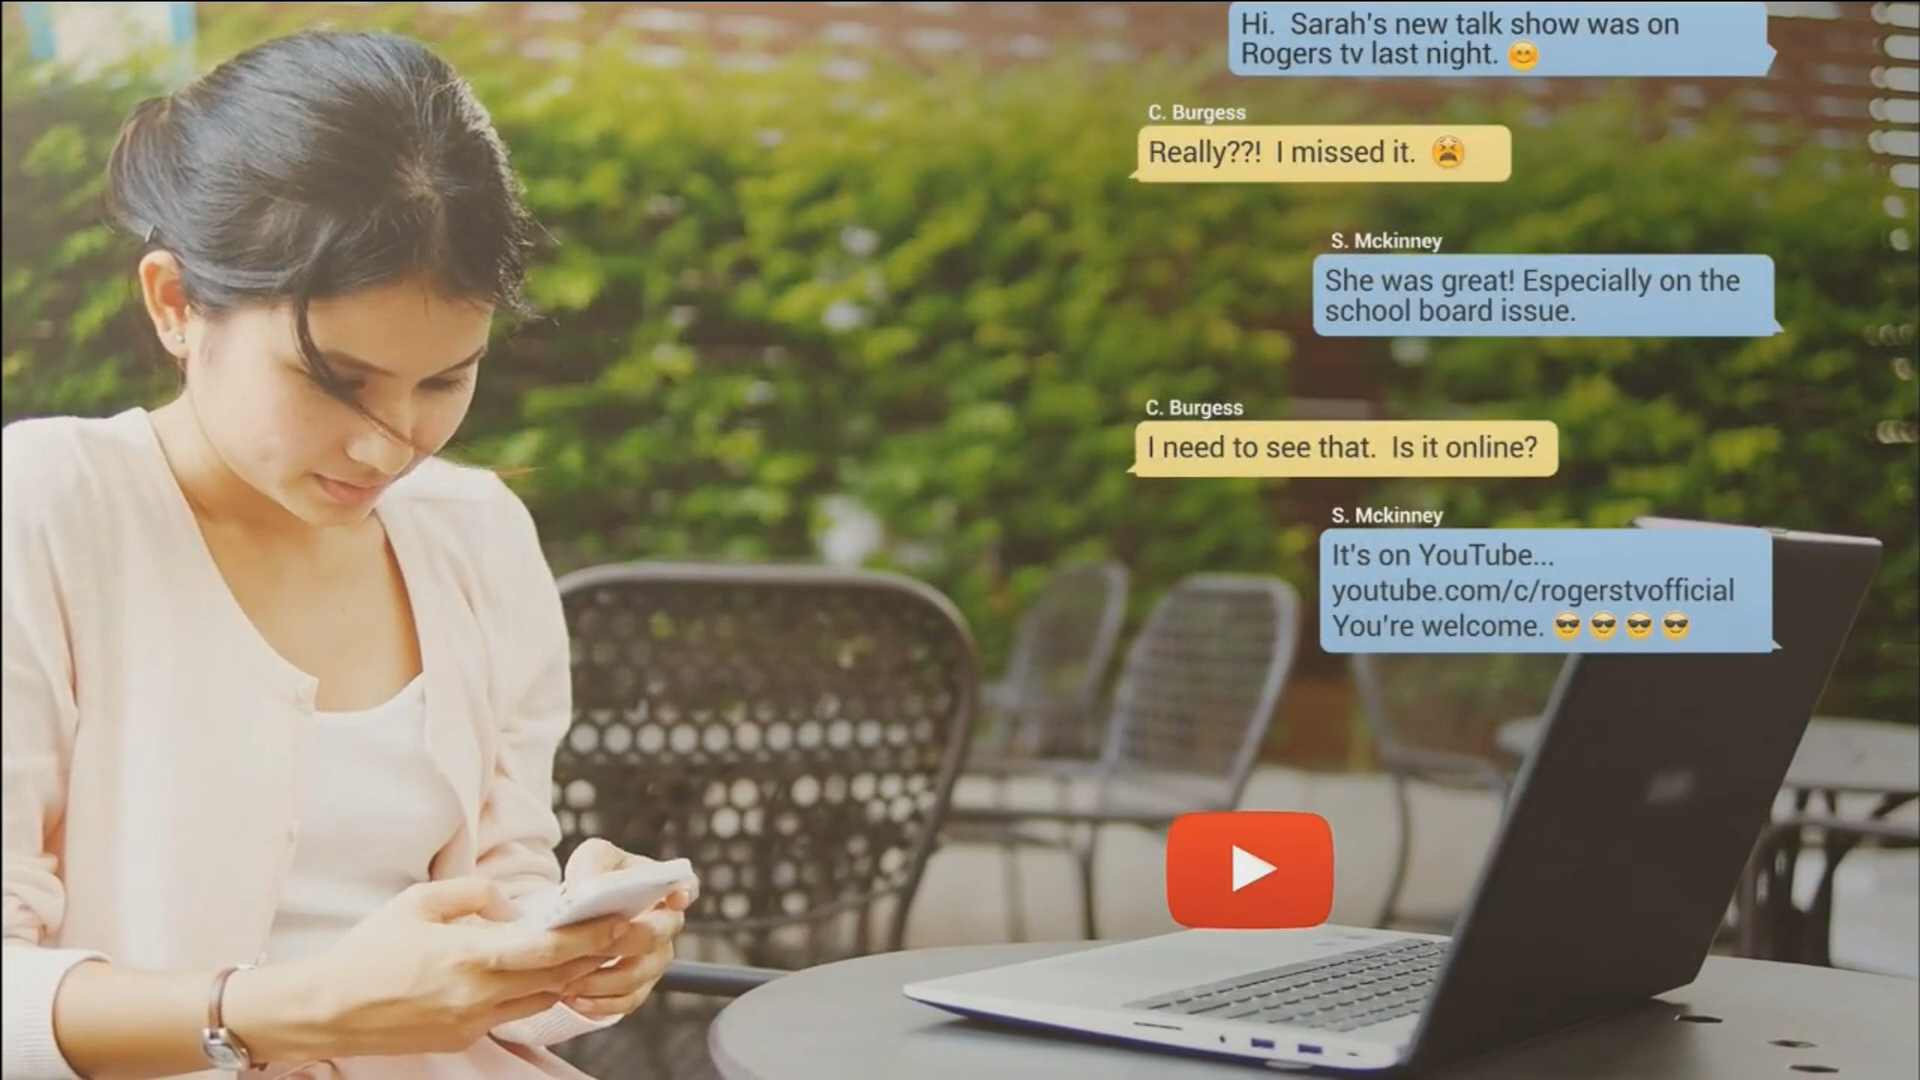 Hi.  Sarah's new talk show was on
Rogers tv last night. 😊
C. Burgess
Really??!  I missed it. 😫
S. Mckinney
She was great! Especially on the
school board issue.
C. Burgess
I need to see that.  Is it online?
S. Mckinney
It's on YouTube...
youtube.com/c/rogerstvofficial
You're welcome. 😎 😎 😎 😎